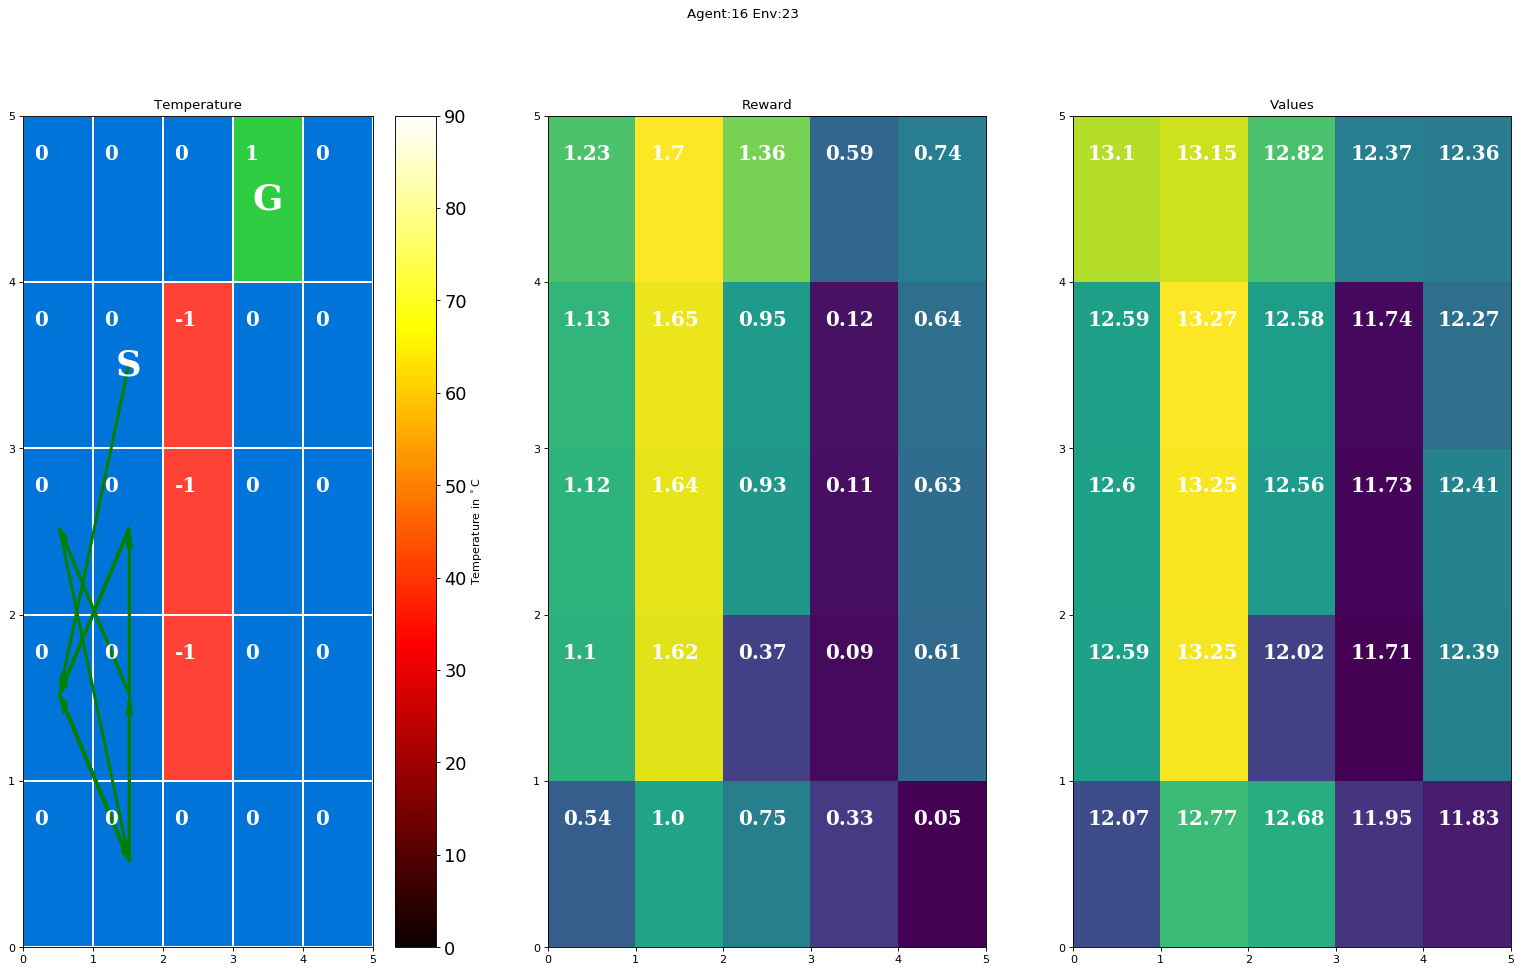 Agent:16 Env:23
Temperature
0 0 0 1 0
G
0 0 -1 0 0
S
0 0 -1 0 0
0 0 -1 0 0
0 0 0 0 0
5
4
3
2
1
0
0 1 2 3 4 5
90
80
70
60
50
40
30
20
10
0
Temperature in °C
Reward
1.23 1.7 1.36 0.59 0.74
1.13 1.65 0.95 0.12 0.64
1.12 1.64 0.93 0.11 0.63
1.1 1.62 0.37 0.09 0.61
0.54 1.0 0.75 0.33 0.05
5
4
3
2
1
0
0 1 2 3 4 5
Values
13.1 13.15 12.82 12.37 12.36
12.59 13.27 12.58 11.74 12.27
12.6 13.25 12.56 11.73 12.41
12.59 13.25 12.02 11.71 12.39
12.07 12.77 12.68 11.95 11.83
5
4
3
2
1
0
0 1 2 3 4 5